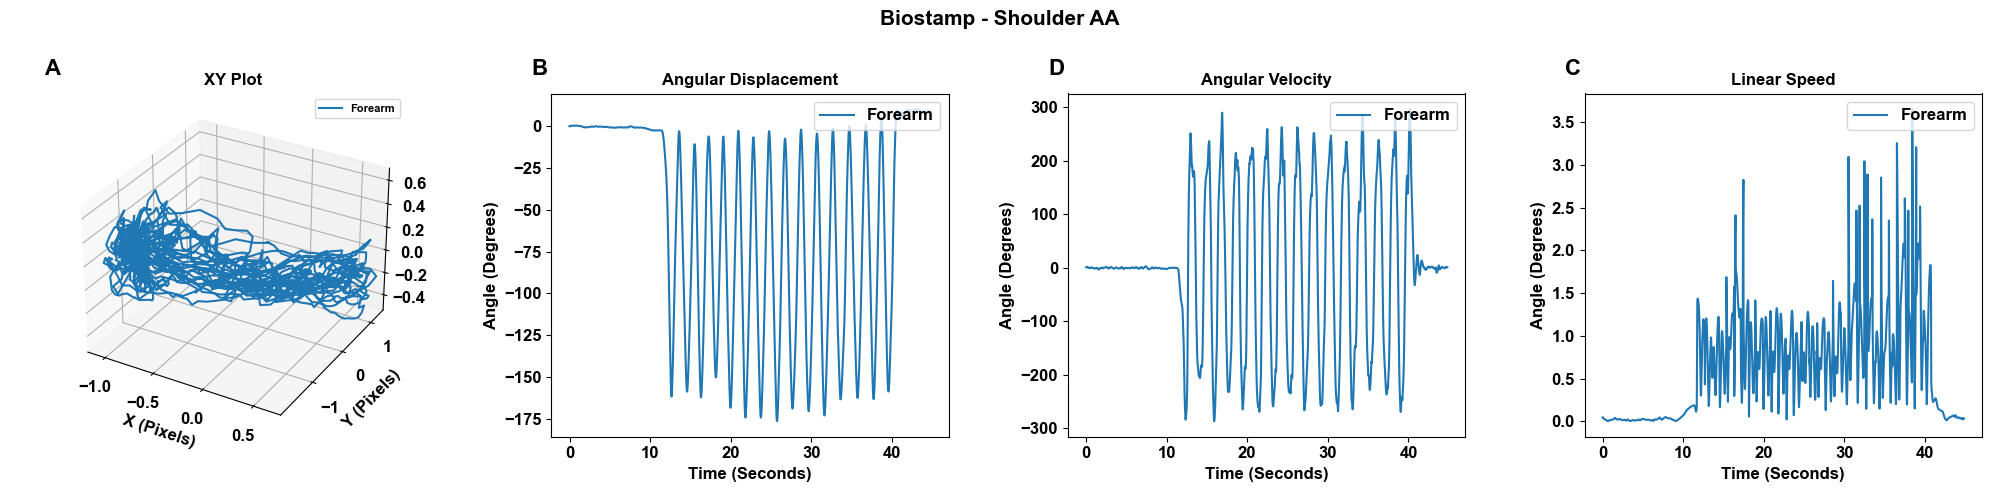 Biostamp - Shoulder AA
A
XY Plot
Forearm
0.6
0.4
0.2
0.0
−0.2
−0.4
−1.0
−0.5
0.0
0.5
X (Pixels)
−1
0
1
Y (Pixels)
B
Angular Displacement
Forearm
0
−25
−50
−75
−100
−125
−150
−175
Angle (Degrees)
0 10 20 30 40
Time (Seconds)
D
Angular Velocity
Forearm
300
200
100
0
−100
−200
−300
Angle (Degrees)
0 10 20 30 40
Time (Seconds)
C
Linear Speed
Forearm
3.5
3.0
2.5
2.0
1.5
1.0
0.5
0.0
Angle (Degrees)
0 10 20 30 40
Time (Seconds)